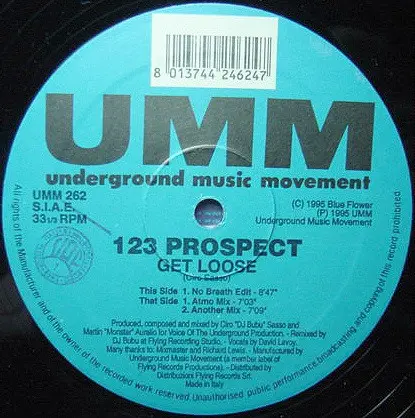 8 013744 246247
UMM
underground music movement
UMM 262
S.I.A.E.
33 1/3 RPM
(C) 1995 Blue Flower
(P) 1995 UMM
Underground Music Movement
123 PROSPECT
GET LOOSE
(Ciro Sasso)
This Side 1. No Breath Edit - 8'47"
That Side 1. Atmo Mix - 7'03"
2. Another Mix - 7'09"
Produced, composed and mixed by Ciro "DJ Bubu" Sasso and
Martin "Mixmaster" Aurelio for Voice Of The Underground Production. - Remixed by
DJ Bubu at Flying Recording Studio, - Vocals by David Lavoy.
Many thanks to: Mixmaster and Richard Lewis. - Manufactured by
Underground Music Movement (a member label of
Flying Records Productions). - Distributed by
Distribuzioni Flying Records Srl.
Made in Italy
All rights of the Manufacturer and of the owner of the recorded work reserved. Unauthorised public performance, broadcasting and copying of this record prohibited